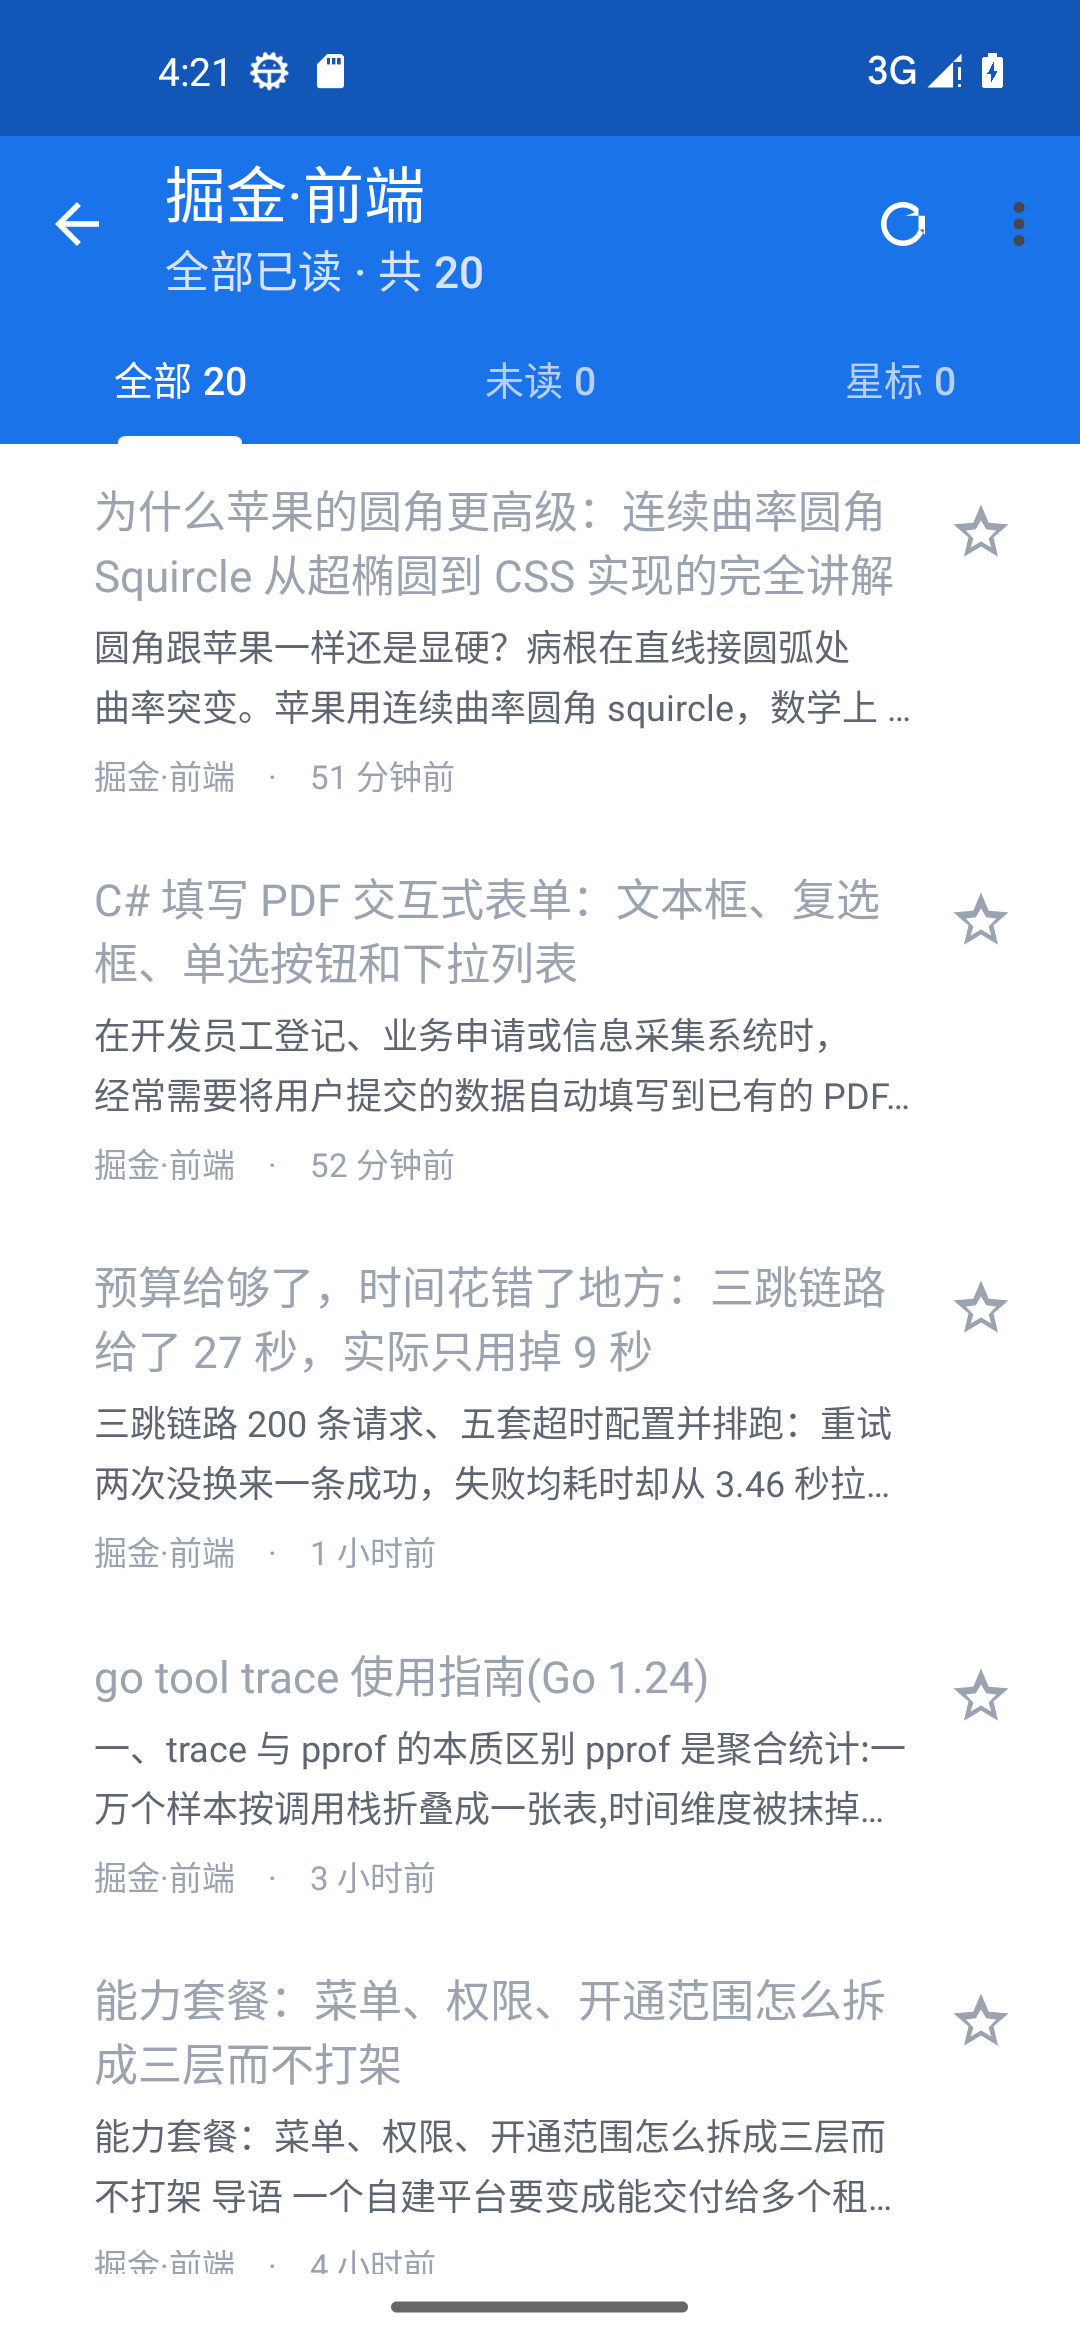 4:21
3G
掘金·前端
全部已读 · 共 20
全部 20
未读 0
星标 0
为什么苹果的圆角更高级：连续曲率圆角
Squircle 从超椭圆到 CSS 实现的完全讲解
圆角跟苹果一样还是显硬？病根在直线接圆弧处
曲率突变。苹果用连续曲率圆角 squircle，数学上 ...
掘金·前端 · 51 分钟前
C# 填写 PDF 交互式表单：文本框、复选
框、单选按钮和下拉列表
在开发员工登记、业务申请或信息采集系统时，
经常需要将用户提交的数据自动填写到已有的 PDF...
掘金·前端 · 52 分钟前
预算给够了，时间花错了地方：三跳链路
给了 27 秒，实际只用掉 9 秒
三跳链路 200 条请求、五套超时配置并排跑：重试
两次没换来一条成功，失败均耗时却从 3.46 秒拉...
掘金·前端 · 1 小时前
go tool trace 使用指南(Go 1.24)
一、trace 与 pprof 的本质区别 pprof 是聚合统计:一
万个样本按调用栈折叠成一张表,时间维度被抹掉...
掘金·前端 · 3 小时前
能力套餐：菜单、权限、开通范围怎么拆
成三层而不打架
能力套餐：菜单、权限、开通范围怎么拆成三层而
不打架 导语 一个自建平台要变成能交付给多个租...
掘金·前端 · 4 小时前